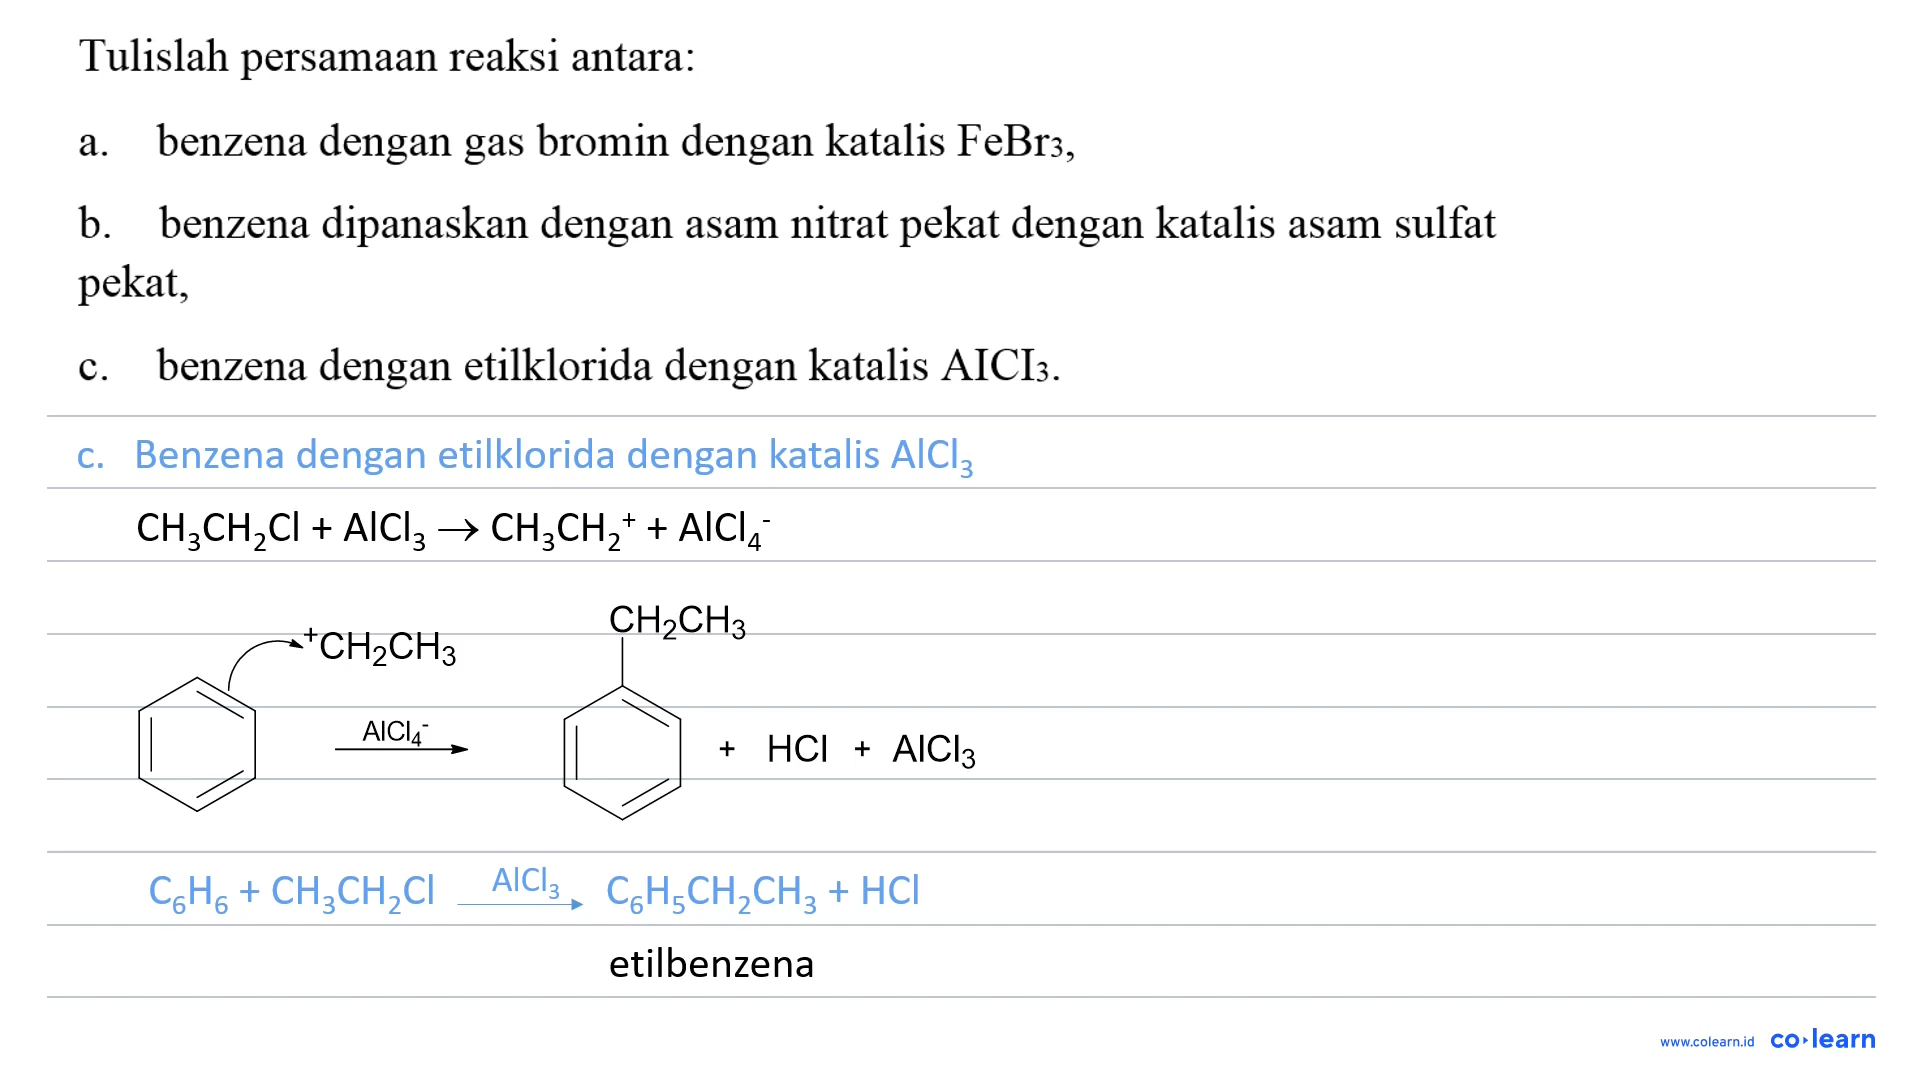 Tulislah persamaan reaksi antara:
a. benzena dengan gas bromin dengan katalis FeBr₃,
b. benzena dipanaskan dengan asam nitrat pekat dengan katalis asam sulfat
pekat,
c. benzena dengan etilklorida dengan katalis AICI₃.
c. Benzena dengan etilklorida dengan katalis AlCl₃
CH₃CH₂Cl + AlCl₃ → CH₃CH₂⁺ + AlCl₄⁻
CH₂CH₃
⁺CH₂CH₃
AlCl₄⁻
+ HCl + AlCl₃
C₆H₆ + CH₃CH₂Cl AlCl₃ → C₆H₅CH₂CH₃ + HCl
etilbenzena
www.colearn.id co learn